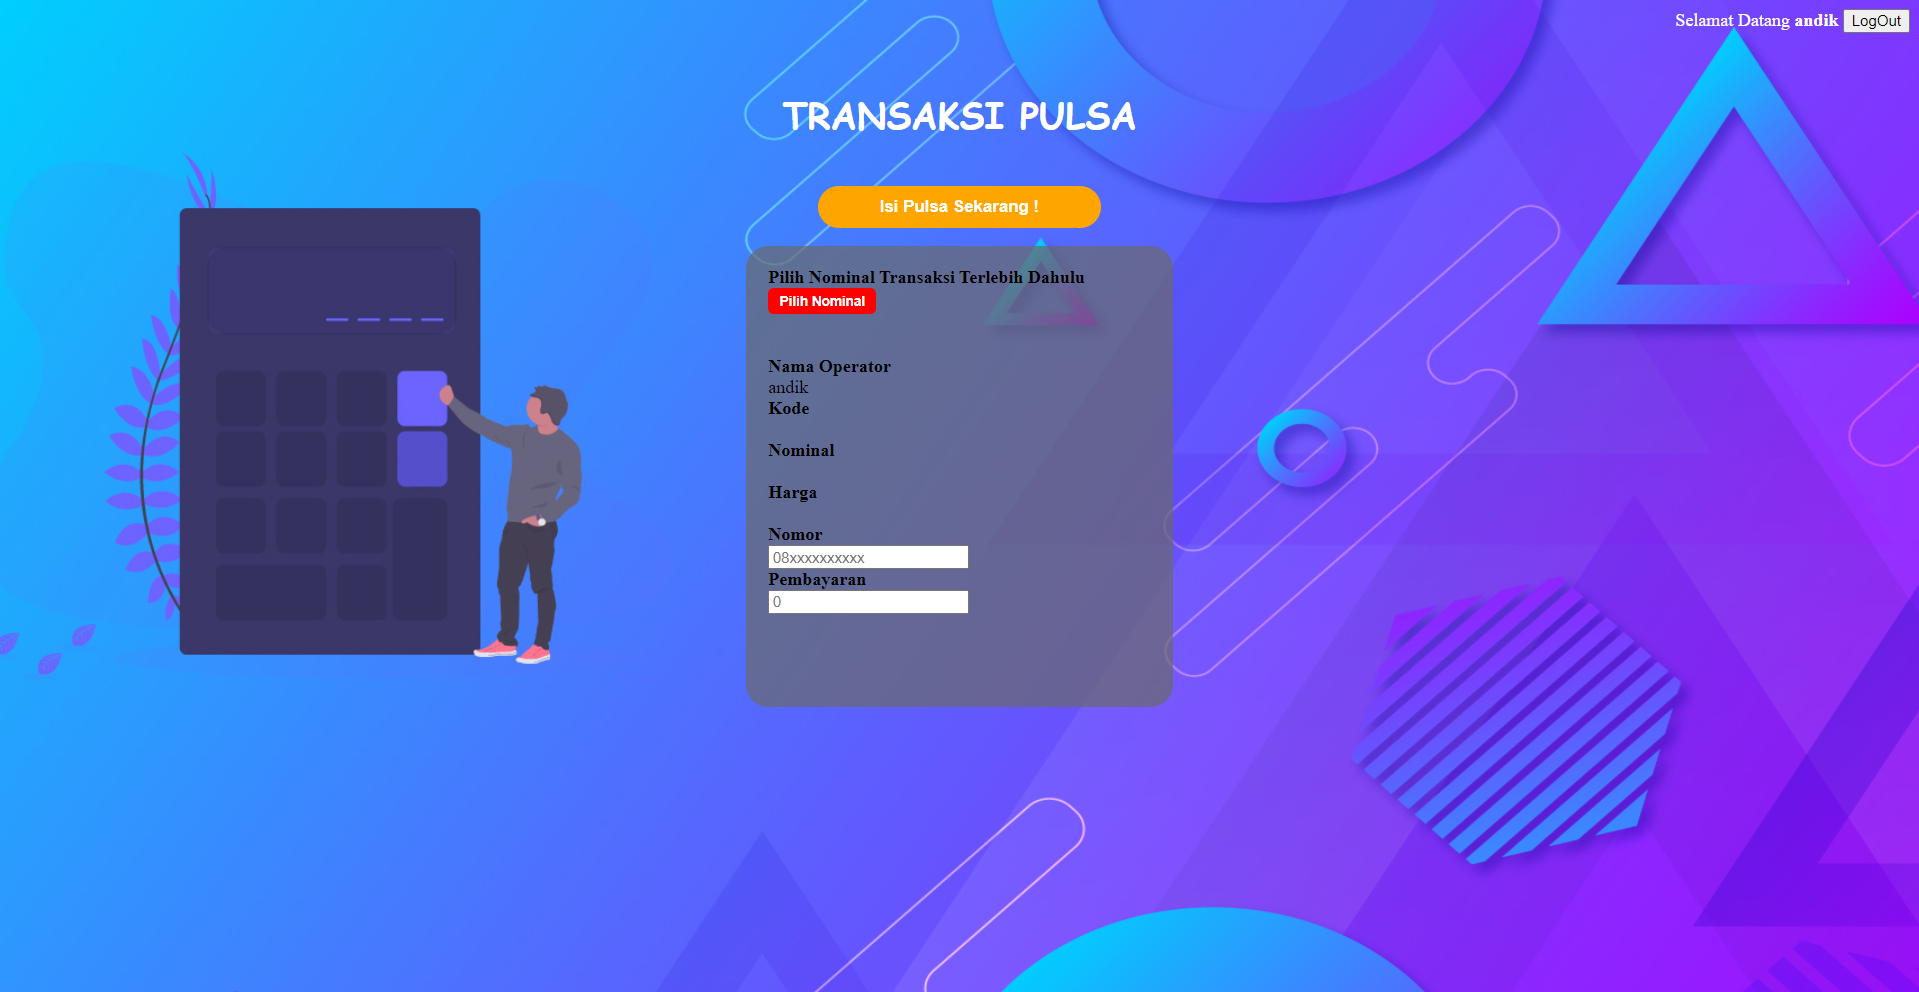 Selamat Datang andik LogOut
TRANSAKSI PULSA
Isi Pulsa Sekarang !
Pilih Nominal Transaksi Terlebih Dahulu
Pilih Nominal
Nama Operator
andik
Kode
Nominal
Harga
Nomor
08xxxxxxxxxx
Pembayaran
0